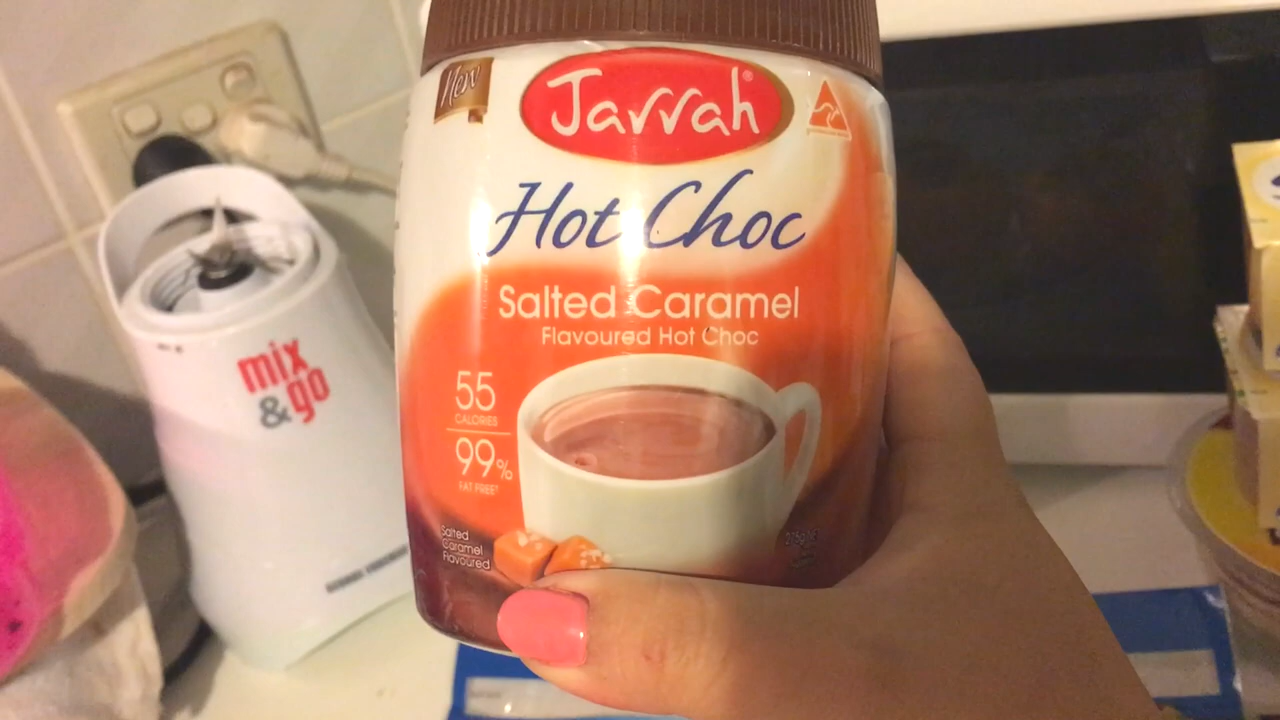 New
Jarrah®
Hot Choc
Salted Caramel
Flavoured Hot Choc
55
CALORIES
99%
FAT FREE
Salted
Caramel
Flavoured
mix
&go